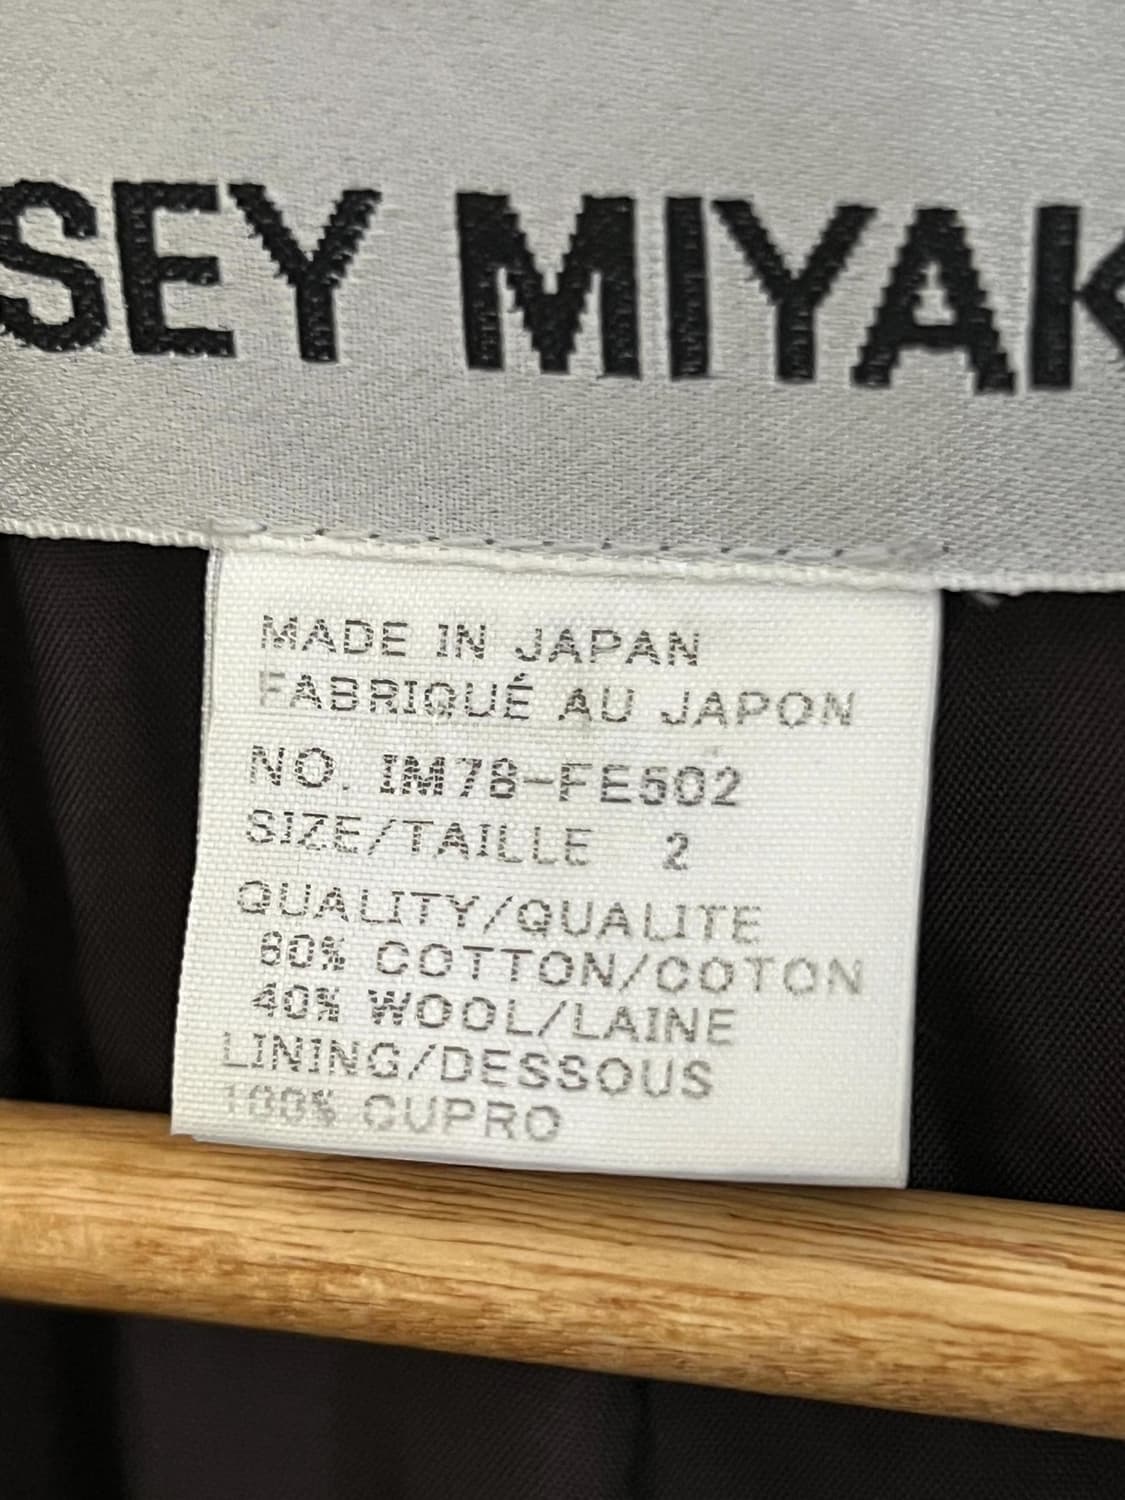 SEY MIYAK
MADE IN JAPAN
FABRIQUÉ AU JAPON
NO. IM78-FE502
SIZE/TAILLE 2
QUALITY/QUALITE
60% COTTON/COTON
40% WOOL/LAINE
LINING/DESSOUS
100% CUPRO